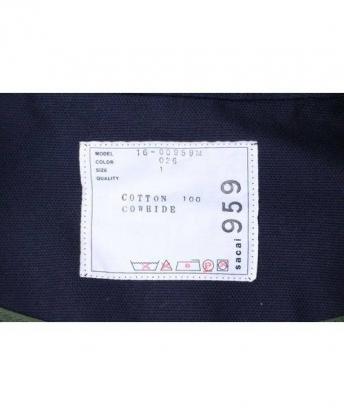 MODEL 16-00959M
COLOR 026
SIZE 1
QUALITY
COTTON 100
COWHIDE
sacai 959